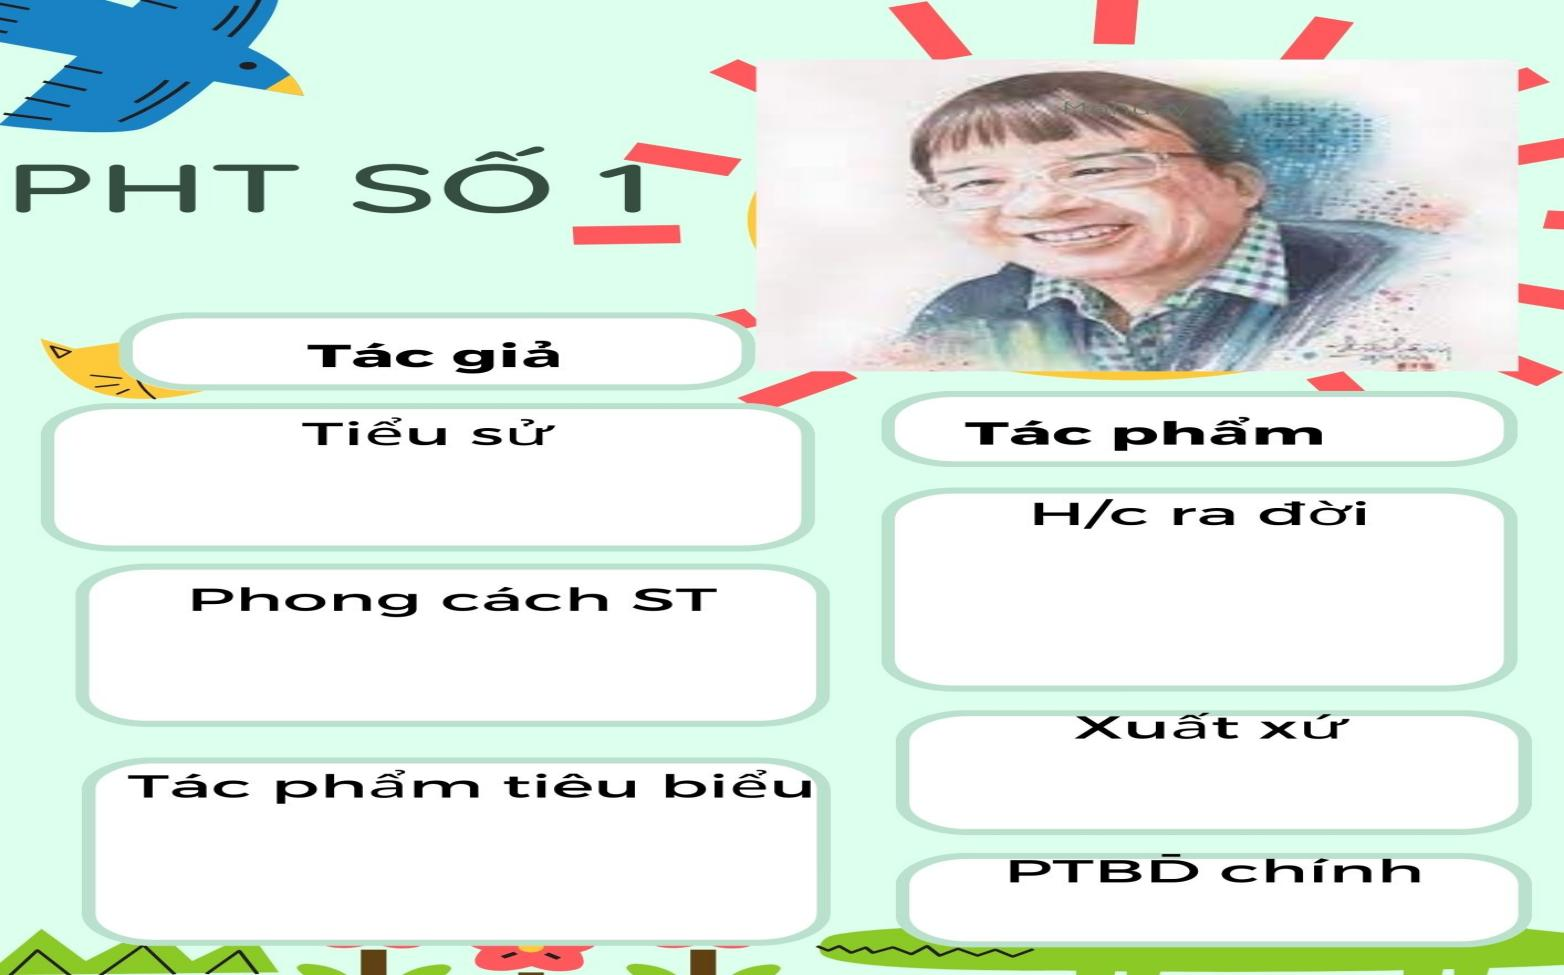 PHT SỐ 1
Tác giả
Tiểu sử
Phong cách ST
Tác phẩm tiêu biểu
Tác phẩm
H/c ra đời
Xuất xứ
PTBĐ chính